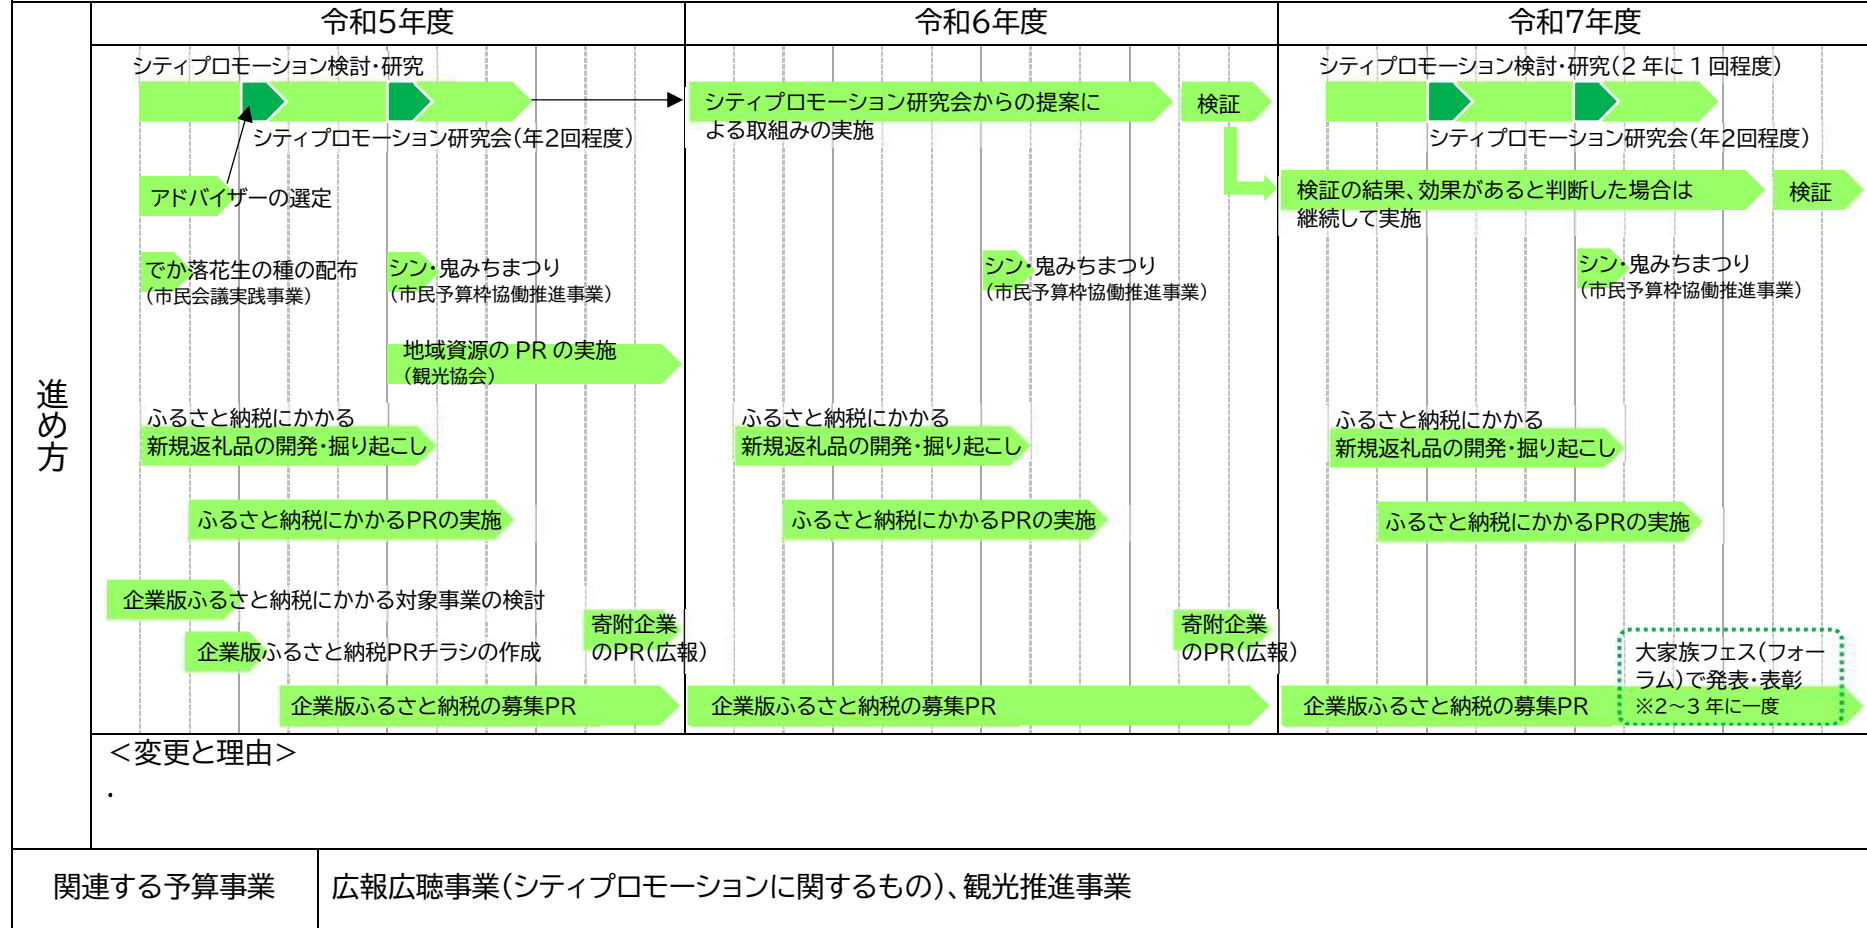 令和5年度
令和6年度
令和7年度
進め方
シティプロモーション検討・研究
シティプロモーション研究会(年2回程度)
アドバイザーの選定
でか落花生の種の配布
(市民会議実践事業)
シン・鬼みちまつり
(市民予算枠協働推進事業)
地域資源の PR の実施
(観光協会)
ふるさと納税にかかる
新規返礼品の開発・掘り起こし
ふるさと納税にかかるPRの実施
企業版ふるさと納税にかかる対象事業の検討
企業版ふるさと納税PRチラシの作成
寄附企業
のPR(広報)
企業版ふるさと納税の募集PR
シティプロモーション研究会からの提案に
よる取組みの実施
検証
シン・鬼みちまつり
(市民予算枠協働推進事業)
ふるさと納税にかかる
新規返礼品の開発・掘り起こし
ふるさと納税にかかるPRの実施
寄附企業
のPR(広報)
企業版ふるさと納税の募集PR
シティプロモーション検討・研究(2 年に 1 回程度)
シティプロモーション研究会(年2回程度)
検証の結果、効果があると判断した場合は
継続して実施
検証
シン・鬼みちまつり
(市民予算枠協働推進事業)
ふるさと納税にかかる
新規返礼品の開発・掘り起こし
ふるさと納税にかかるPRの実施
大家族フェス(フォー
ラム)で発表・表彰
※2~3 年に一度
企業版ふるさと納税の募集PR
<変更と理由>
・
関連する予算事業
広報広聴事業(シティプロモーションに関するもの)、観光推進事業